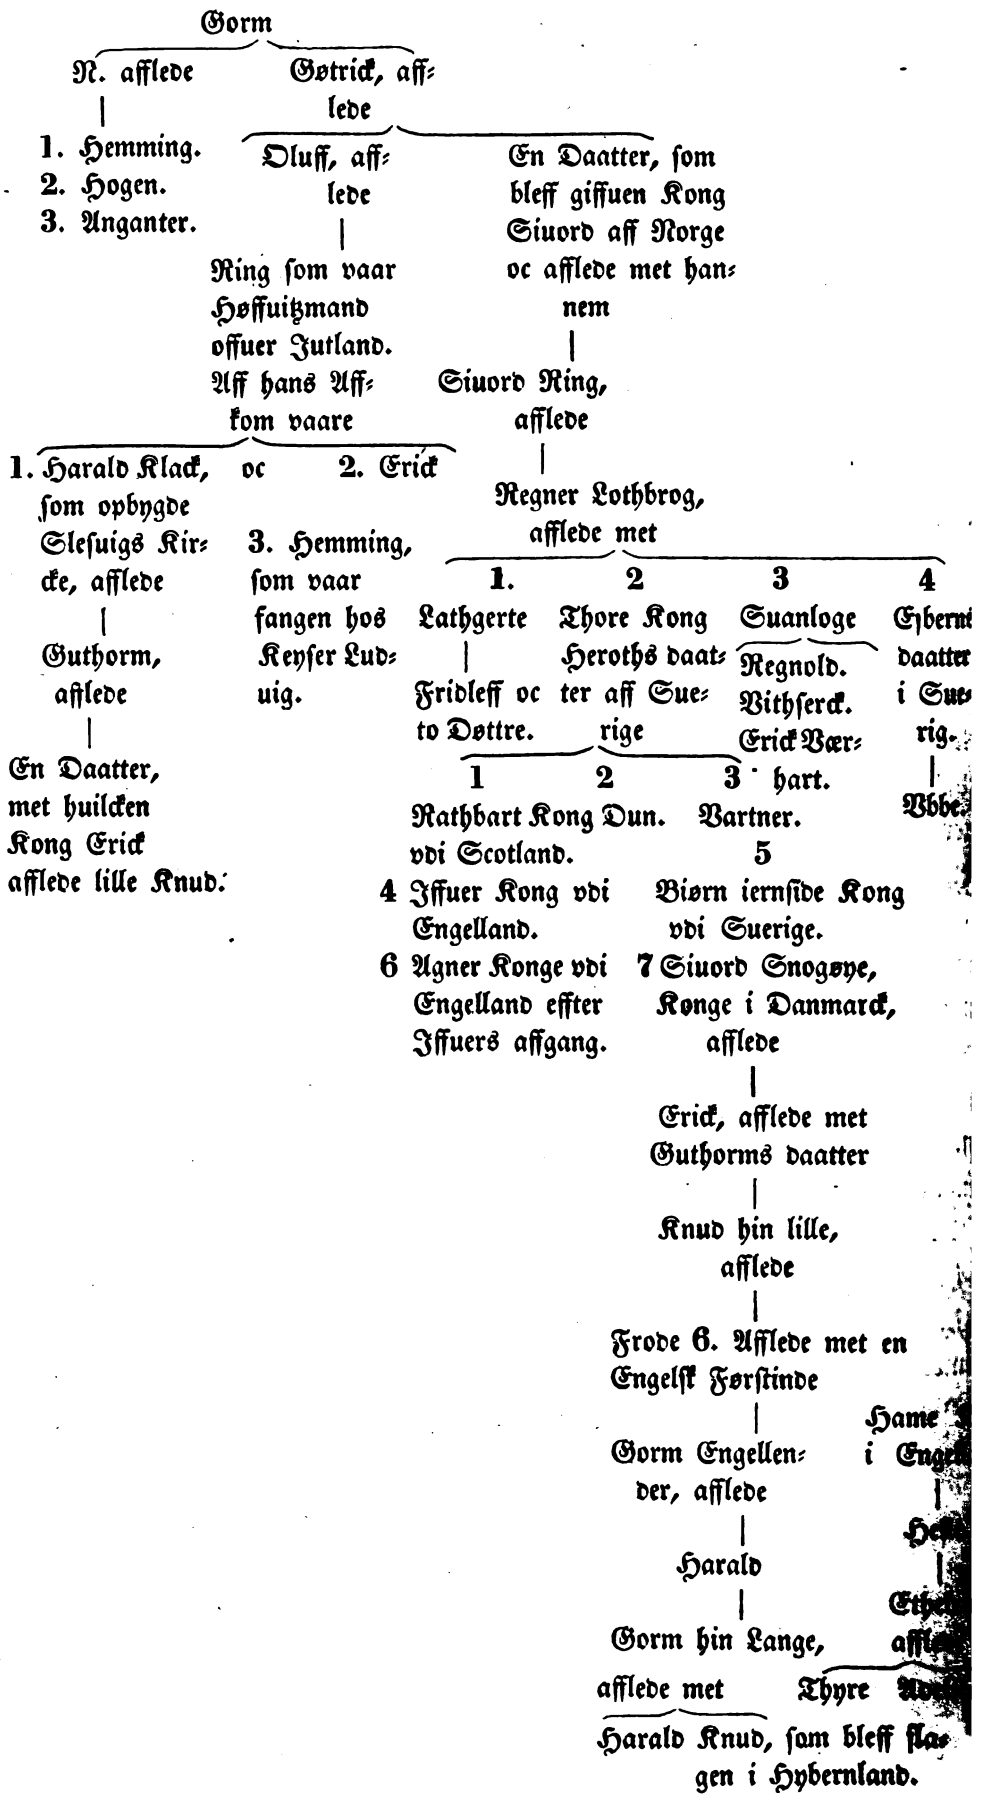 Gorm
N. afflede
Gøtrick, aff-
lede
1. Hemming.
2. Hogen.
3. Anganter.
Oluff, aff-
lede
En Daatter, som
bleff giffuen Kong
Siuord aff Norge
oc afflede met han-
nem
Ring som vaar
Høffuitzmand
offuer Jutland.
Aff hans Aff-
kom vaare
Siuord Ring,
afflede
1. Harald Klack, oc 2. Erick
som opbygde
Slesuigs Kir-
cke, afflede
3. Hemming,
som vaar
fangen hos
Keyser Lud-
uig.
Guthorm,
afflede
En Daatter,
met huilcken
Kong Erick
afflede lille Knud.
Regner Lothbrog,
afflede met
1. 2 3 4
Lathgerte
Fridleff oc
to Døttre.
Thore Kong
Heroths daat-
ter aff Sue-
rige
Suanloge
Regnold.
Vithserck.
Erick Vær-
hart.
daatter
i Sue-
rig.
Vbbe.
1 2 3
Rathbart Kong Dun. Vartner.
vdi Scotland.
5
4 Iffuer Kong vdi
Engelland.
Biørn iernside Kong
vdi Suerige.
6 Agner Konge vdi
Engelland effter
Iffuers affgang.
7 Siuord Snogøye,
Konge i Danmarck,
afflede
Erick, afflede met
Guthorms daatter
Knud hin lille,
afflede
Frode 6. Afflede met en
Engelsk Førstinde
Gorm Engellen-
der, afflede
Harald
Gorm hin Lange,
afflede met
Hame
i
Thyre
Harald Knud, som bleff sla-
gen i Hybernland.